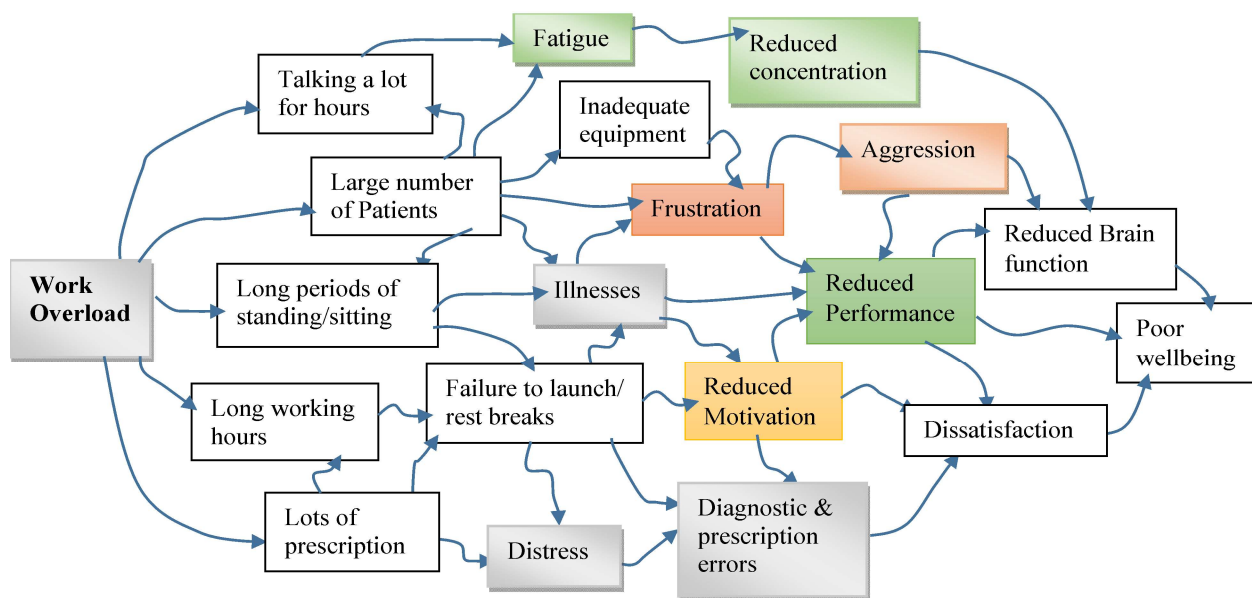 Fatigue
Reduced
concentration
Talking a lot
for hours
Inadequate
equipment
Aggression
Large number
of Patients
Frustration
Reduced Brain
function
Work
Overload
Long periods of
standing/sitting
Illnesses
Reduced
Performance
Poor
wellbeing
Failure to launch/
rest breaks
Reduced
Motivation
Long working
hours
Dissatisfaction
Lots of
prescription
Distress
Diagnostic &
prescription
errors